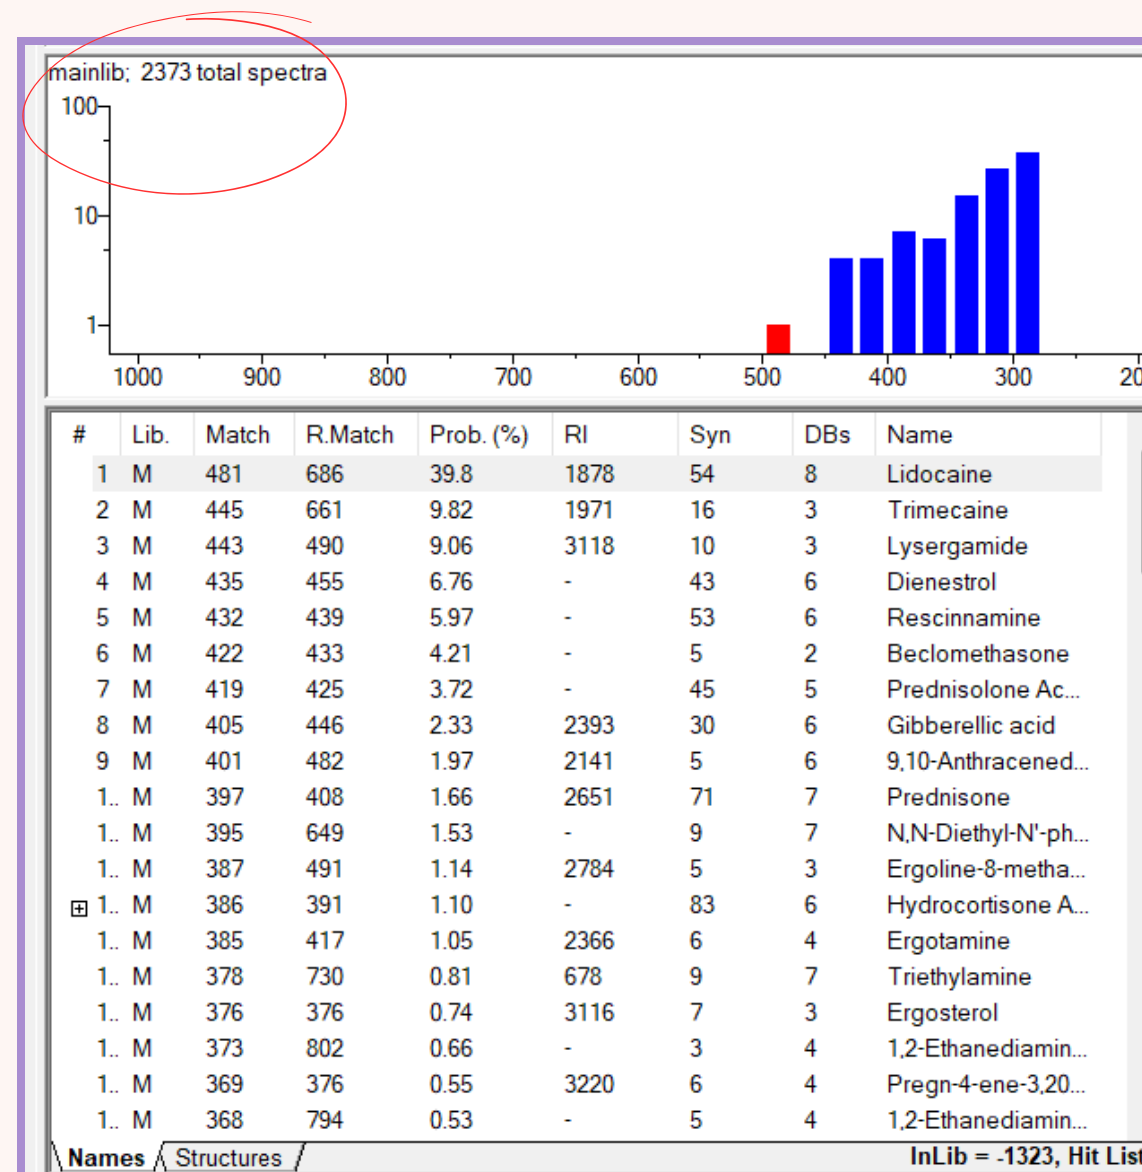 mainlib; 2373 total spectra
100
10
1
1000 900 800 700 600 500 400 300 20
# Lib. Match R.Match Prob. (%) RI Syn DBs Name
1 M 481 686 39.8 1878 54 8 Lidocaine
2 M 445 661 9.82 1971 16 3 Trimecaine
3 M 443 490 9.06 3118 10 3 Lysergamide
4 M 435 455 6.76 - 43 6 Dienestrol
5 M 432 439 5.97 - 53 6 Rescinnamine
6 M 422 433 4.21 - 5 2 Beclomethasone
7 M 419 425 3.72 - 45 5 Prednisolone Ac...
8 M 405 446 2.33 2393 30 6 Gibberellic acid
9 M 401 482 1.97 2141 5 6 9,10-Anthracened...
1.. M 397 408 1.66 2651 71 7 Prednisone
1.. M 395 649 1.53 - 9 7 N,N-Diethyl-N'-ph...
1.. M 387 491 1.14 2784 5 3 Ergoline-8-metha...
1.. M 386 391 1.10 - 83 6 Hydrocortisone A...
1.. M 385 417 1.05 2366 6 4 Ergotamine
1.. M 378 730 0.81 678 9 7 Triethylamine
1.. M 376 376 0.74 3116 7 3 Ergosterol
1.. M 373 802 0.66 - 3 4 1,2-Ethanediamin...
1.. M 369 376 0.55 3220 6 4 Pregn-4-ene-3,20...
1.. M 368 794 0.53 - 5 4 1,2-Ethanediamin...
Names Structures InLib = -1323, Hit List